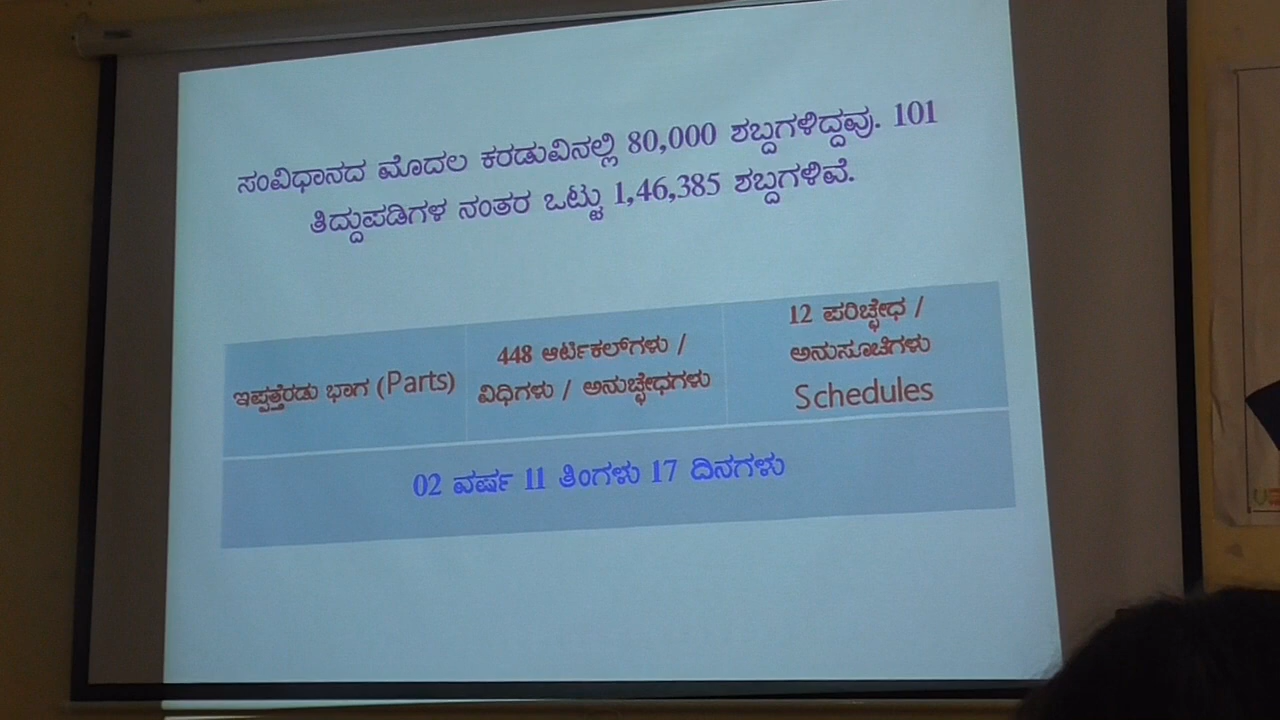 ಸಂವಿಧಾನದ ಮೊದಲ ಕರಡುವಿನಲ್ಲಿ 80,000 ಶಬ್ದಗಳಿದ್ದವು. 101
ತಿದ್ದುಪಡಿಗಳ ನಂತರ ಒಟ್ಟು 1,46,385 ಶಬ್ದಗಳಿವೆ.
ಇಪ್ಪತ್ತೆರಡು ಭಾಗ (Parts)
448 ಆರ್ಟಿಕಲ್‌ಗಳು /
ವಿಧಿಗಳು / ಅನುಚ್ಛೇಧಗಳು
12 ಪರಿಚ್ಛೇಧ /
ಅನುಸೂಚಿಗಳು
Schedules
02 ವರ್ಷ 11 ತಿಂಗಳು 17 ದಿನಗಳು